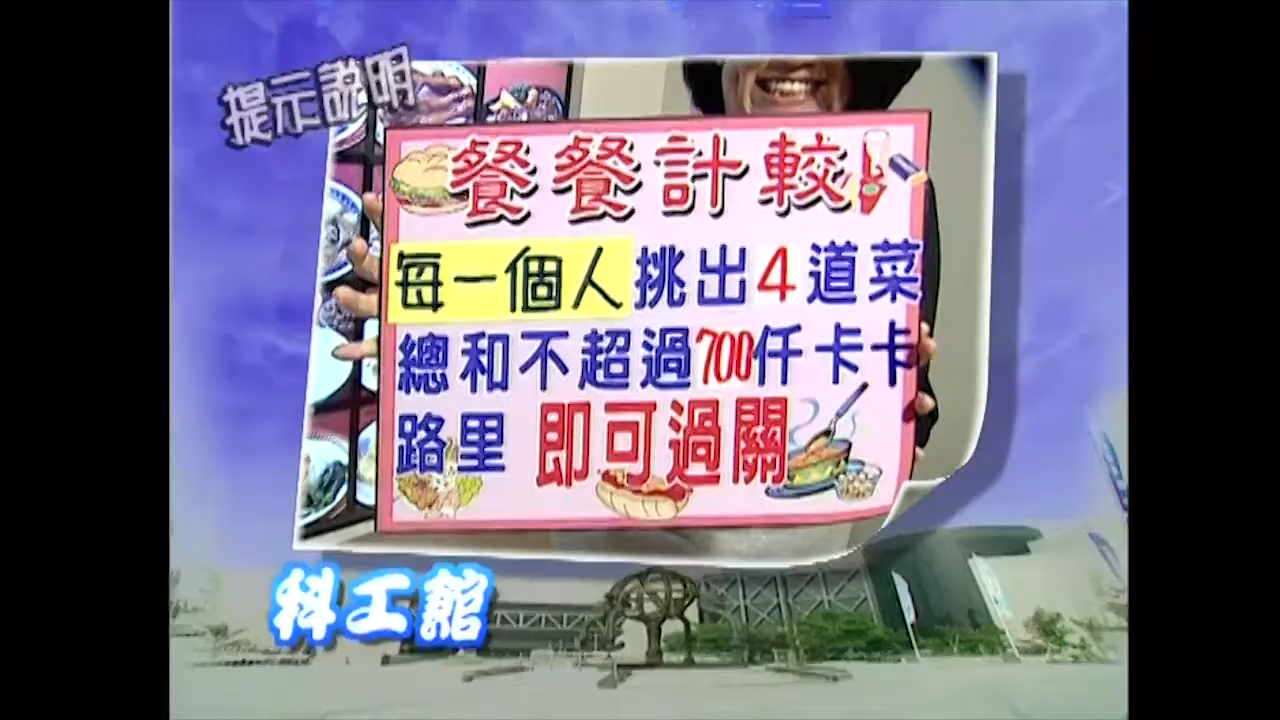 提示說明
餐餐計較
每一個人挑出4道菜
總和不超過700仟卡卡
路里 即可過關
科工館